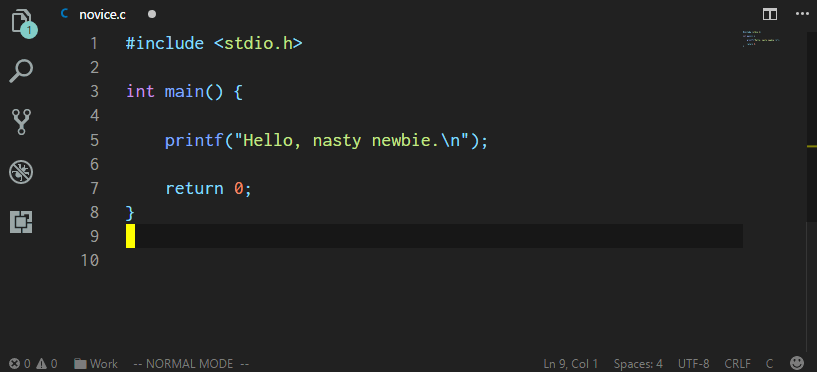 novice.c
1 #include <stdio.h>
2
3 int main() {
4
5 printf("Hello, nasty newbie.\n");
6
7 return 0;
8 }
9
10
1
0 0 Work -- NORMAL MODE -- Ln 9, Col 1 Spaces: 4 UTF-8 CRLF C